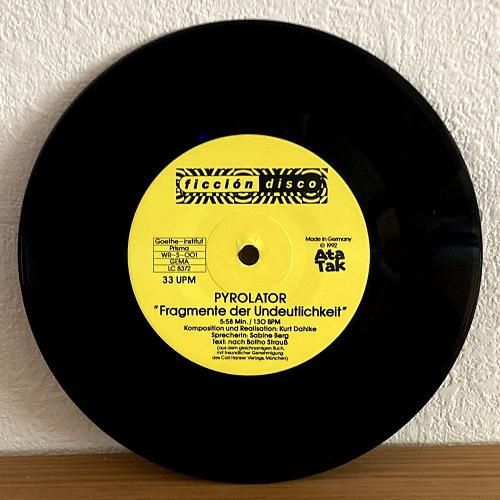 ficción disco
Goethe-Institut
Prisma
WR-S-001
GEMA
LC 8372
33 UPM
Made in Germany
© 1992
Ata
Tak
PYROLATOR
"Fragmente der Undeutlichkeit"
5:58 Min. / 130 BPM
Komposition und Realisation: Kurt Dahlke
Sprecherin: Sabine Berg
Text: nach Botho Strauß
(aus dem gleichnamigen Buch,
mit freundlicher Genehmigung
des Carl Hanser Verlags, München)